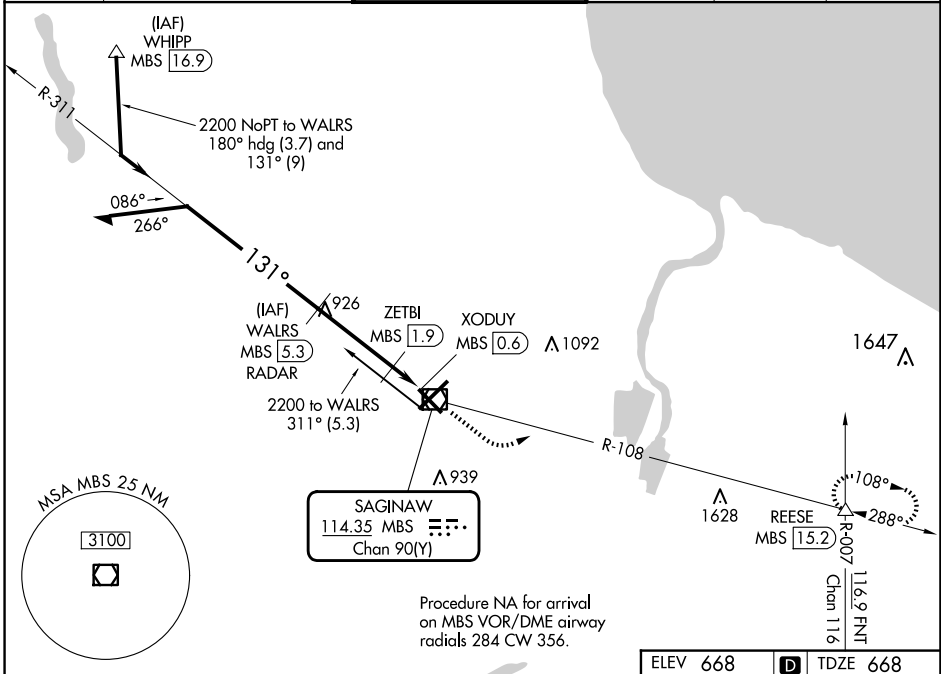 (IAF)
WHIPP
MBS 16.9
R-311
2200 NoPT to WALRS
180° hdg (3.7) and
131° (9)
086°
266°
131°
(IAF)
WALRS
MBS 5.3
RADAR
926
ZETBI
MBS 1.9
XODUY
MBS 0.6
1092
1647
2200 to WALRS
311° (5.3)
R-108
939
MSA MBS 25 NM
3100
SAGINAW
114.35 MBS
Chan 90(Y)
1628
REESE
MBS 15.2
108°
288°
R-007
116.9 FNT
Chan 116
Procedure NA for arrival
on MBS VOR/DME airway
radials 284 CW 356.
ELEV 668
D
TDZE 668